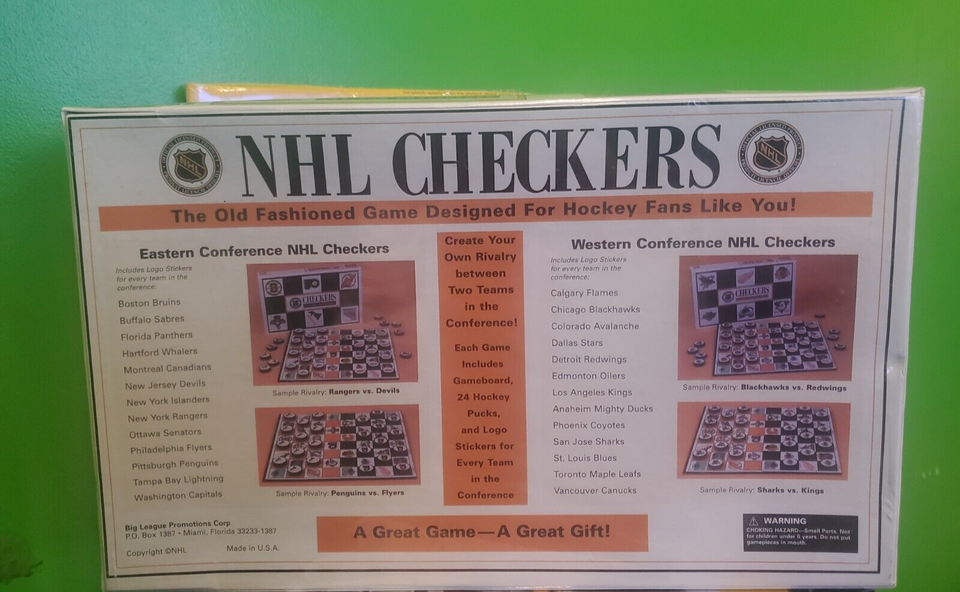 NHL CHECKERS
The Old Fashioned Game Designed For Hockey Fans Like You!
Eastern Conference NHL Checkers
Includes Logo Stickers
for every team in the
conference:
Boston Bruins
Buffalo Sabres
Florida Panthers
Hartford Whalers
Montreal Canadians
New Jersey Devils
New York Islanders
New York Rangers
Ottawa Senators
Philadelphia Flyers
Pittsburgh Penguins
Tampa Bay Lightning
Washington Capitals
CHECKERS
Sample Rivalry: Rangers vs. Devils
Sample Rivalry: Penguins vs. Flyers
Create Your
Own Rivalry
between
Two Teams
in the
Conference!
Each Game
Includes
Gameboard,
24 Hockey
Pucks,
and Logo
Stickers for
Every Team
in the
Conference
Western Conference NHL Checkers
Includes Logo Stickers
for every team in the
conference:
Calgary Flames
Chicago Blackhawks
Colorado Avalanche
Dallas Stars
Detroit Redwings
Edmonton Oilers
Los Angeles Kings
Anaheim Mighty Ducks
Phoenix Coyotes
San Jose Sharks
St. Louis Blues
Toronto Maple Leafs
Vancouver Canucks
CHECKERS
Sample Rivalry: Blackhawks vs. Redwings
Sample Rivalry: Sharks vs. Kings
Big League Promotions Corp
P.O. Box 1387 • Miami, Florida 33233-1387
Copyright ©NHL Made in U.S.A.
A Great Game—A Great Gift!
WARNING
CHOKING HAZARD—Small Parts. Not
for children under 6 years. Do not put
gamepieces in mouth.